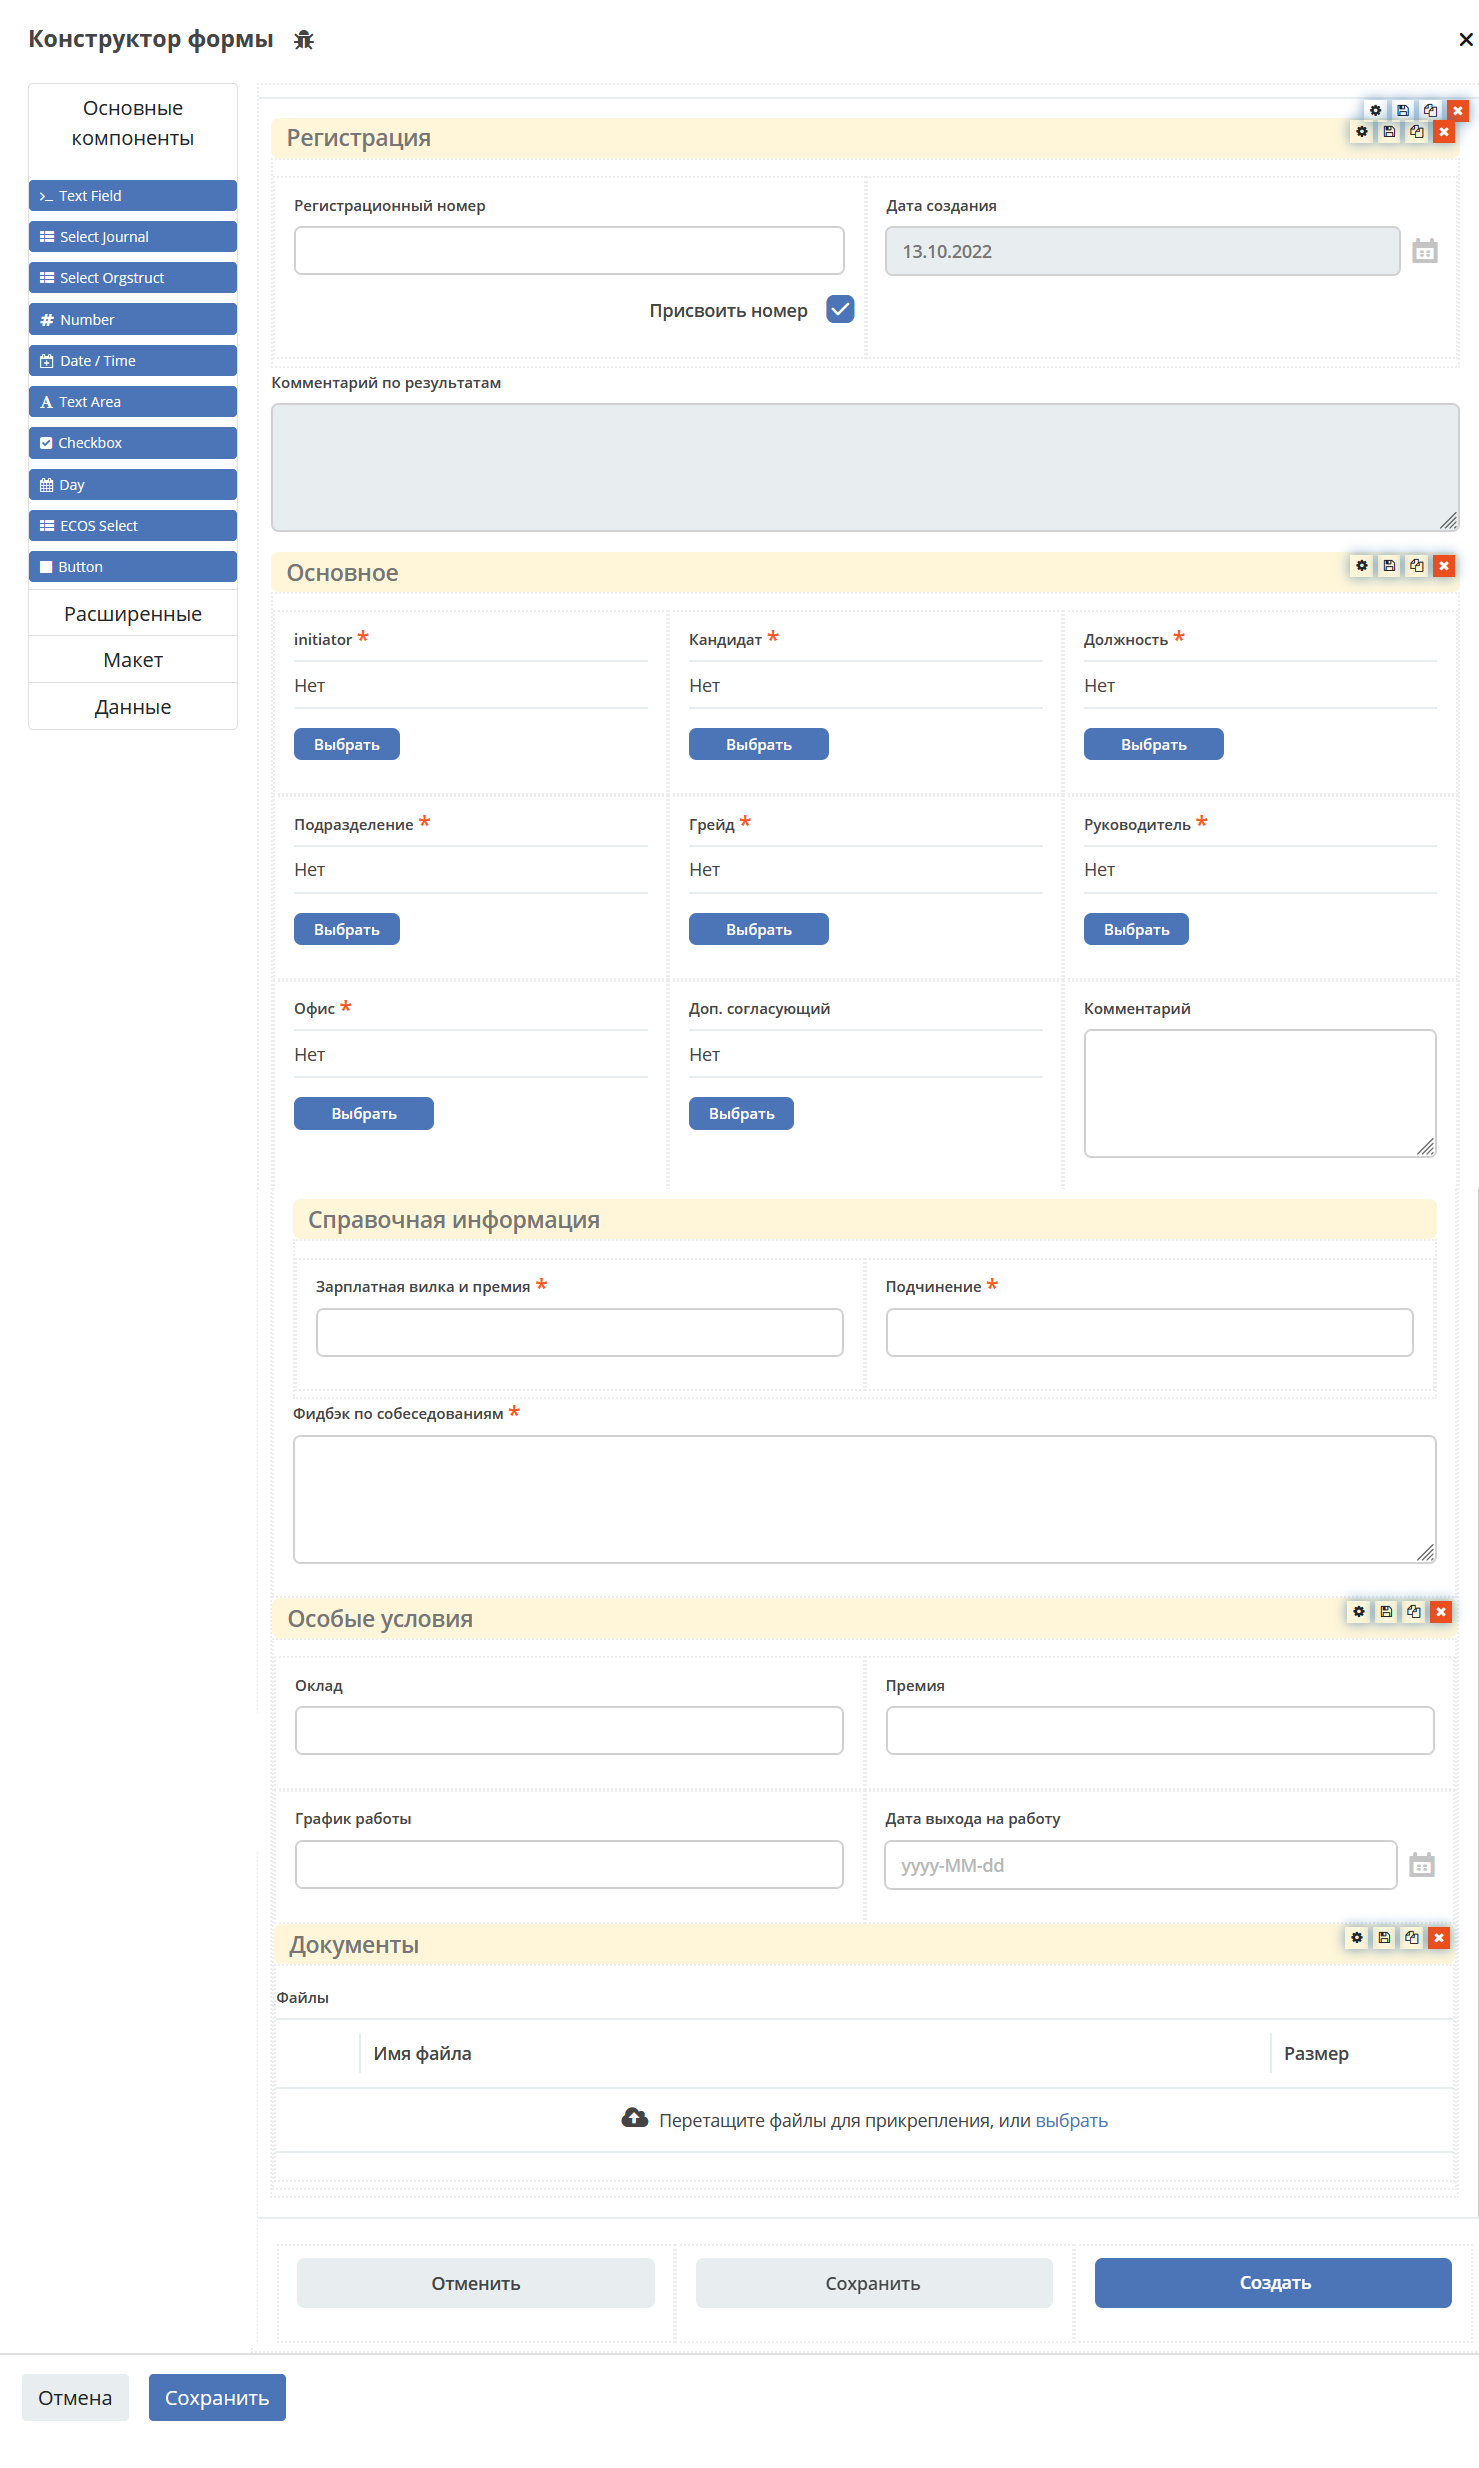 Конструктор формы
Основные
компоненты
Text Field
Select Journal
Select Orgstruct
Number
Date / Time
Text Area
Checkbox
Day
ECOS Select
Button
Расширенные
Макет
Данные
Регистрация
Регистрационный номер
Дата создания
13.10.2022
Присвоить номер
Комментарий по результатам
Основное
initiator *
Кандидат *
Должность *
Нет
Нет
Нет
Выбрать
Выбрать
Выбрать
Подразделение *
Грейд *
Руководитель *
Нет
Нет
Нет
Выбрать
Выбрать
Выбрать
Офис *
Доп. согласующий
Комментарий
Нет
Нет
Выбрать
Выбрать
Справочная информация
Зарплатная вилка и премия *
Подчинение *
Фидбэк по собеседованиям *
Особые условия
Оклад
Премия
График работы
Дата выхода на работу
yyyy-MM-dd
Документы
Файлы
Имя файла
Размер
Перетащите файлы для прикрепления, или выбрать
Отменить
Сохранить
Создать
Отмена
Сохранить